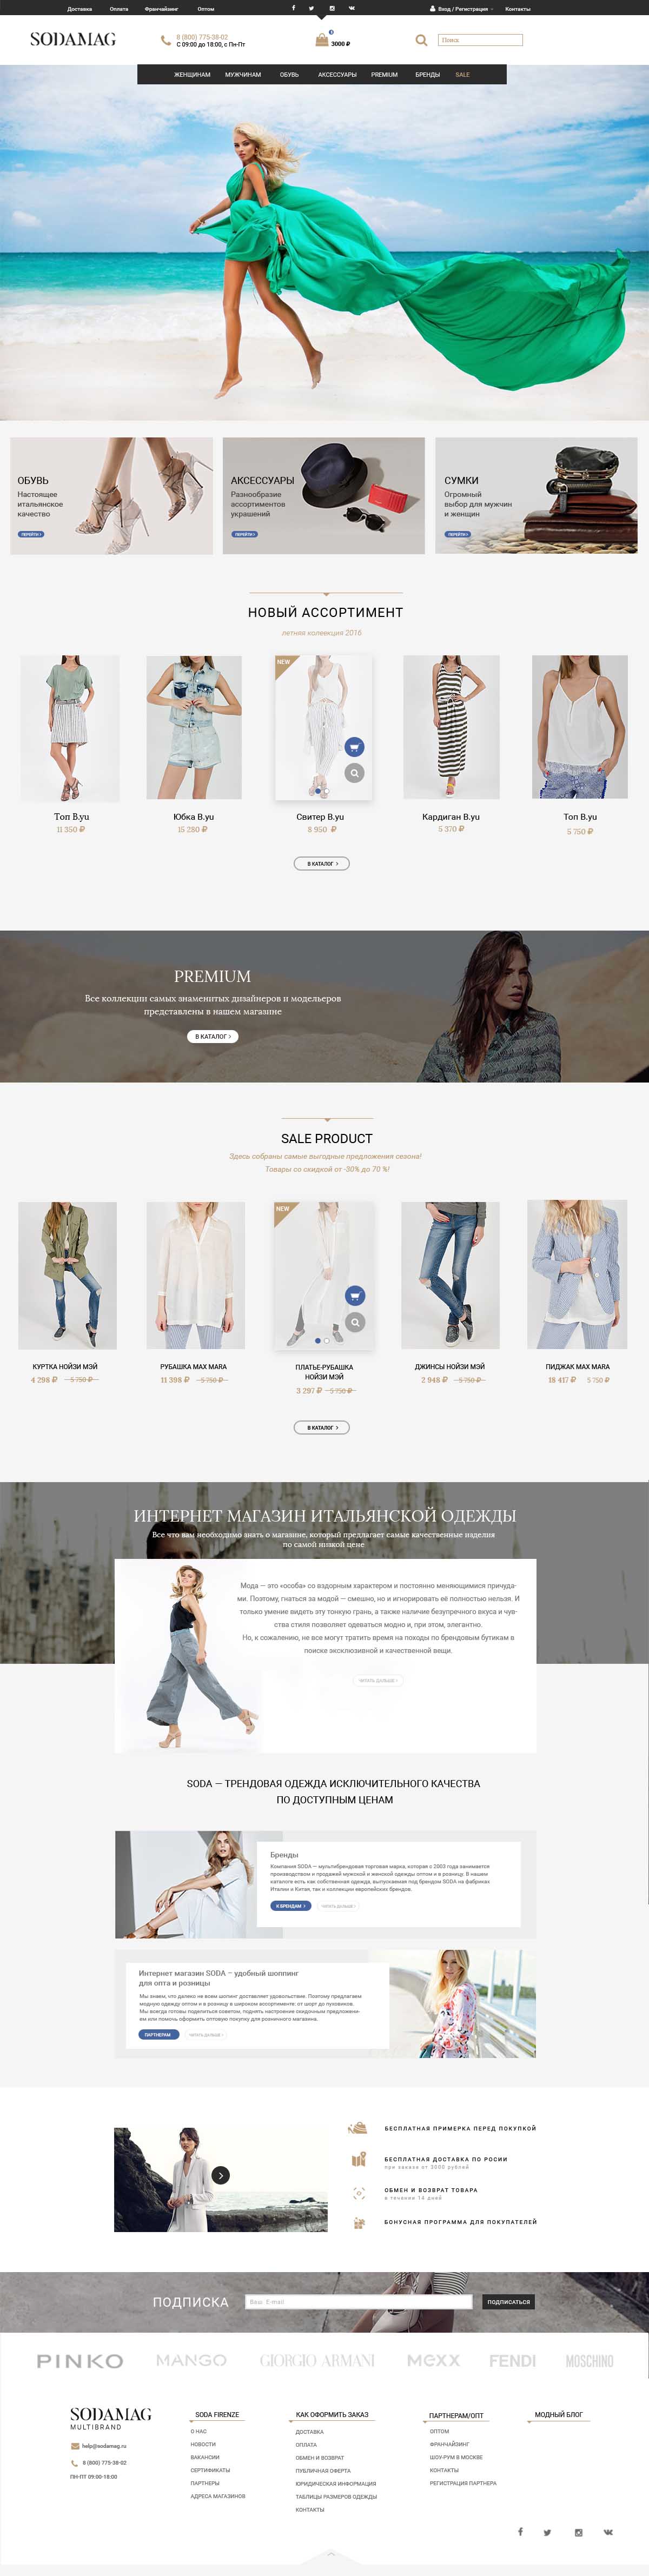 Доставка Оплата Франчайзинг Оптом Вход / Регистрация Контакты
SODAMAG
8 (800) 775-38-02
С 09:00 до 18:00, с Пн-Пт
3000 ₽
Поиск
ЖЕНЩИНАМ МУЖЧИНАМ ОБУВЬ АКСЕССУАРЫ PREMIUM БРЕНДЫ SALE
ОБУВЬ
Настоящее
итальянское
качество
ПЕРЕЙТИ >
АКСЕССУАРЫ
Разнообразие
ассортиментов
украшений
ПЕРЕЙТИ >
СУМКИ
Огромный
выбор для мужчин
и женщин
ПЕРЕЙТИ >
НОВЫЙ АССОРТИМЕНТ
летняя колеекция 2016
NEW
Топ B.yu Юбка B.yu Свитер B.yu Кардиган B.yu Топ B.yu
11 350 ₽ 15 280 ₽ 8 950 ₽ 5 370 ₽ 5 750 ₽
В КАТАЛОГ >
PREMIUM
Все коллекции самых знаменитых дизайнеров и модельеров
представлены в нашем магазине
В КАТАЛОГ >
SALE PRODUCT
Здесь собраны самые выгодные предложения сезона!
Товары со скидкой от -30% до 70 %!
NEW
КУРТКА НОЙЗИ МЭЙ
4 298 ₽ 5 750 ₽
РУБАШКА MAX MARA
11 398 ₽ 5 750 ₽
ПЛАТЬЕ-РУБАШКА
НОЙЗИ МЭЙ
3 297 ₽ 5 750 ₽
ДЖИНСЫ НОЙЗИ МЭЙ
2 948 ₽ 5 750 ₽
ПИДЖАК MAX MARA
18 417 ₽ 5 750 ₽
В КАТАЛОГ >
ИНТЕРНЕТ МАГАЗИН ИТАЛЬЯНСКОЙ ОДЕЖДЫ
Все что вам необходимо знать о магазине, который предлагает самые качественные изделия
по самой низкой цене
Мода — это «особа» со вздорным характером и постоянно меняющимися причуда-
ми. Поэтому, гнаться за модой — смешно, но и игнорировать её полностью нельзя. И
только умение видеть эту тонкую грань, а также наличие безупречного вкуса и чув-
ства стиля позволяет одеваться модно и, при этом, элегантно.
Но, к сожалению, не все могут тратить время на походы по брендовым бутикам в
поиске эксклюзивной и качественной вещи.
ЧИТАТЬ ДАЛЬШЕ >
SODA — ТРЕНДОВАЯ ОДЕЖДА ИСКЛЮЧИТЕЛЬНОГО КАЧЕСТВА
ПО ДОСТУПНЫМ ЦЕНАМ
Бренды
Компания SODA — мультибрендовая торговая марка, которая с 2003 года занимается
производством и продажей мужской и женской одежды оптом и в розницу. В нашем
каталоге есть как собственная одежда, выпускаемая под брендом SODA на фабриках
Италии и Китая, так и коллекции европейских брендов.
К БРЕНДАМ > ЧИТАТЬ ДАЛЬШЕ >
Интернет магазин SODA – удобный шоппинг
для опта и розницы
Мы знаем, что далеко не всем шопинг доставляет удовольствие. Поэтому предлагаем
модную одежду оптом и в розницу в широком ассортименте: от шорт до пуховиков.
Мы всегда готовы поделиться советом, поднять настроение скидочным предложени-
ем или помочь оформить оптовую покупку для розничного магазина.
ПАРТНЕРАМ ЧИТАТЬ ДАЛЬШЕ >
БЕСПЛАТНАЯ ПРИМЕРКА ПЕРЕД ПОКУПКОЙ
БЕСПЛАТНАЯ ДОСТАВКА ПО РОСИИ
при заказе от 3000 рублей
ОБМЕН И ВОЗВРАТ ТОВАРА
в течении 14 дней
БОНУСНАЯ ПРОГРАММА ДЛЯ ПОКУПАТЕЛЕЙ
ПОДПИСКА
Ваш E-mail
ПОДПИСАТЬСЯ
PINKO MANGO GIORGIO ARMANI MEXX FENDI MOSCHINO
SODAMAG
MULTIBRAND
help@sodamag.ru
8 (800) 775-38-02
ПН-ПТ 09:00-18:00
SODA FIRENZE
О НАС
НОВОСТИ
ВАКАНСИИ
СЕРТИФИКАТЫ
ПАРТНЕРЫ
АДРЕСА МАГАЗИНОВ
КАК ОФОРМИТЬ ЗАКАЗ
ДОСТАВКА
ОПЛАТА
ОБМЕН И ВОЗВРАТ
ПУБЛИЧНАЯ ОФЕРТА
ЮРИДИЧЕСКАЯ ИНФОРМАЦИЯ
ТАБЛИЦЫ РАЗМЕРОВ ОДЕЖДЫ
КОНТАКТЫ
ПАРТНЕРАМ/ОПТ
ОПТОМ
ФРАНЧАЙЗИНГ
ШОУ-РУМ В МОСКВЕ
КОНТАКТЫ
РЕГИСТРАЦИЯ ПАРТНЕРА
МОДНЫЙ БЛОГ